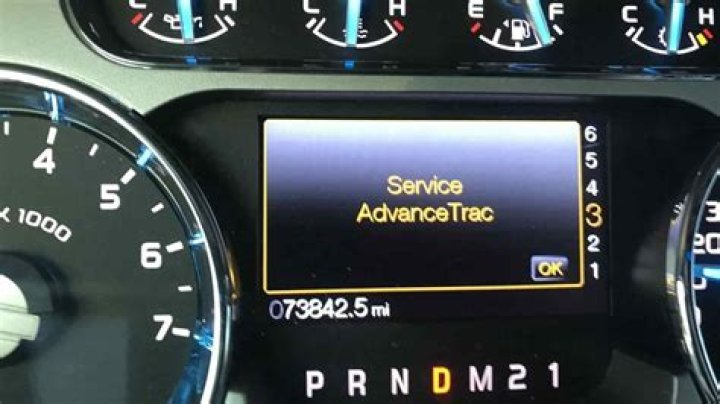 C H C H E F C H
4
5
x 1000
6
7
Service
AdvanceTrac
OK
6
5
4
3
2
1
073842.5 mi
P R N D M 2 1